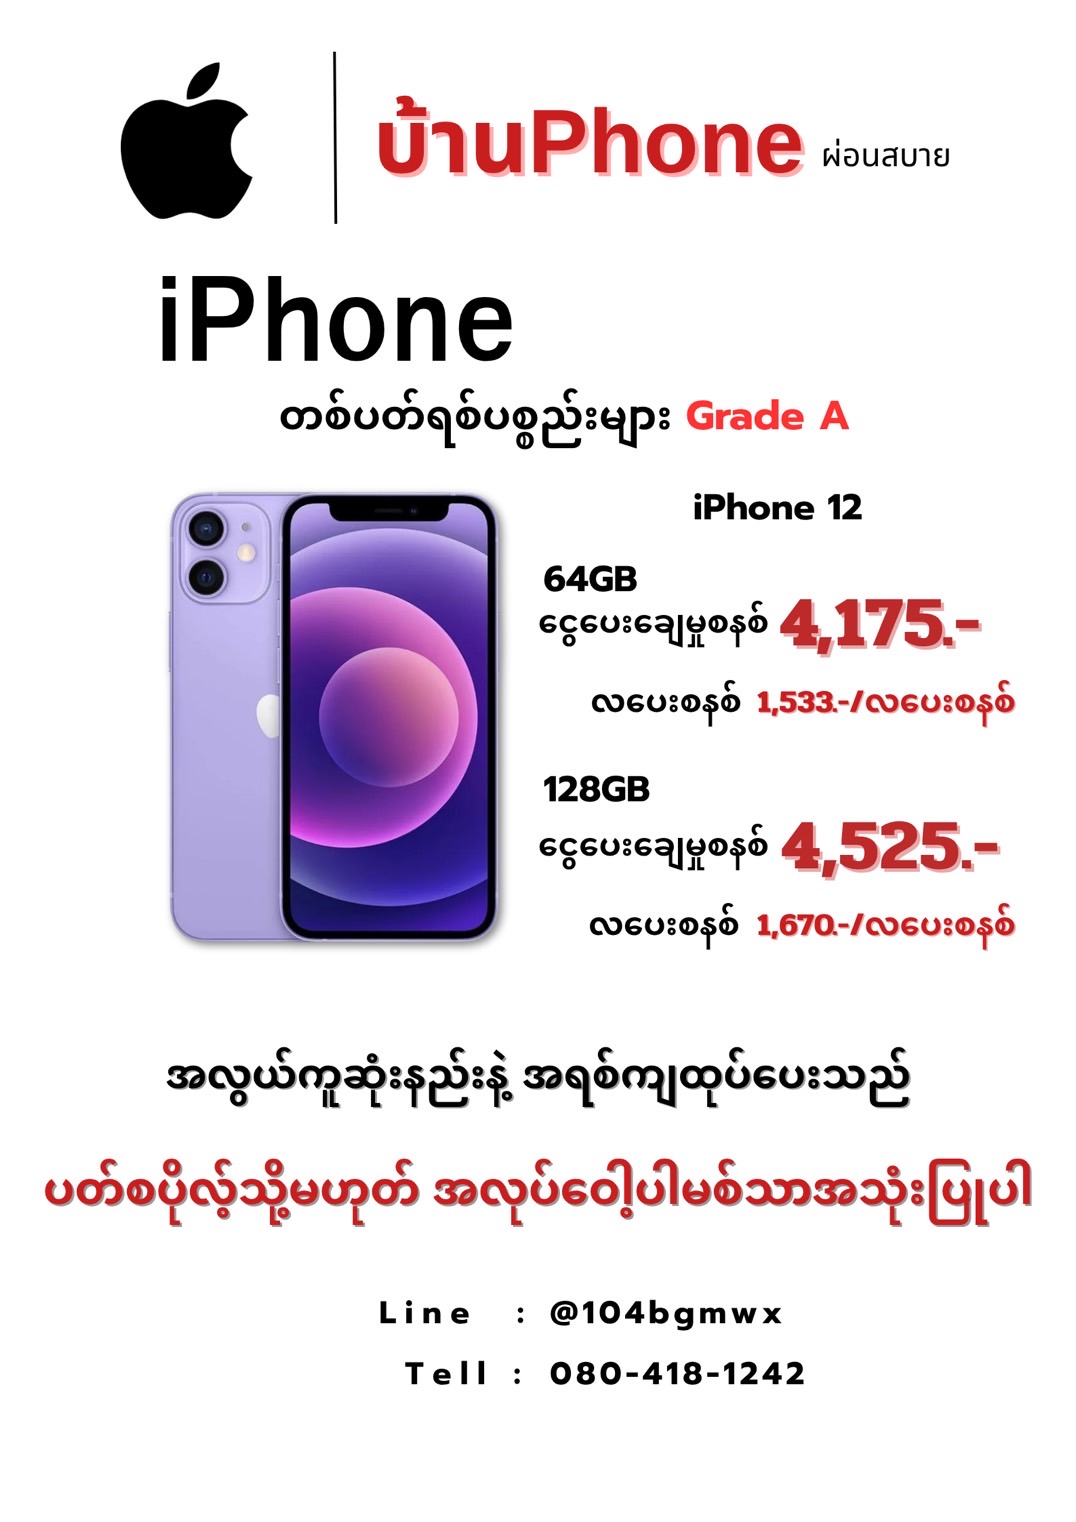 บ้านPhone ผ่อนสบาย
iPhone
တစ်ပတ်ရစ်ပစ္စည်းများ Grade A
iPhone 12
64GB
ငွေပေးချေမှုစနစ် 4,175.-
လပေးစနစ် 1,533.-/လပေးစနစ်
128GB
ငွေပေးချေမှုစနစ် 4,525.-
လပေးစနစ် 1,670.-/လပေးစနစ်
အလွယ်ကူဆုံးနည်းနဲ့ အရစ်ကျထုပ်ပေးသည်
ပတ်စပိုလ့်သို့မဟုတ် အလုပ်ဝေါ့ပါမစ်သာအသုံးပြုပါ
Line : @104bgmwx
Tell : 080-418-1242